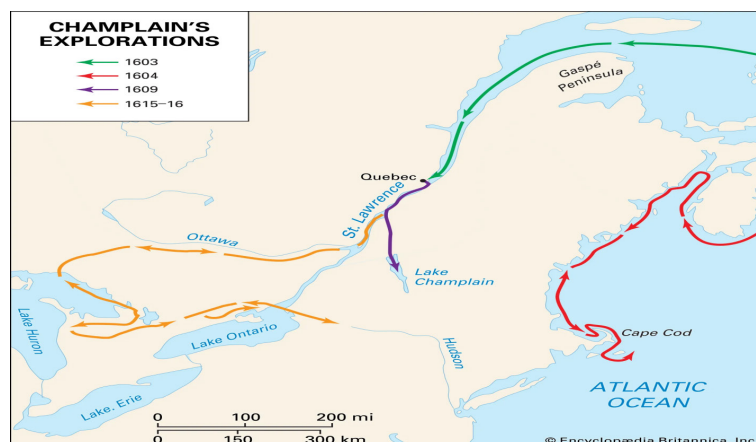 CHAMPLAIN'S
EXPLORATIONS
1603
1604
1609
1615–16
Gaspé
Peninsula
Quebec
St. Lawrence
Ottawa
Lake
Champlain
Lake Huron
Lake Ontario
Hudson
Cape Cod
Lake. Erie
ATLANTIC
OCEAN
0 100 200 mi
0 150 300 km
© Encyclopædia Britannica, Inc.